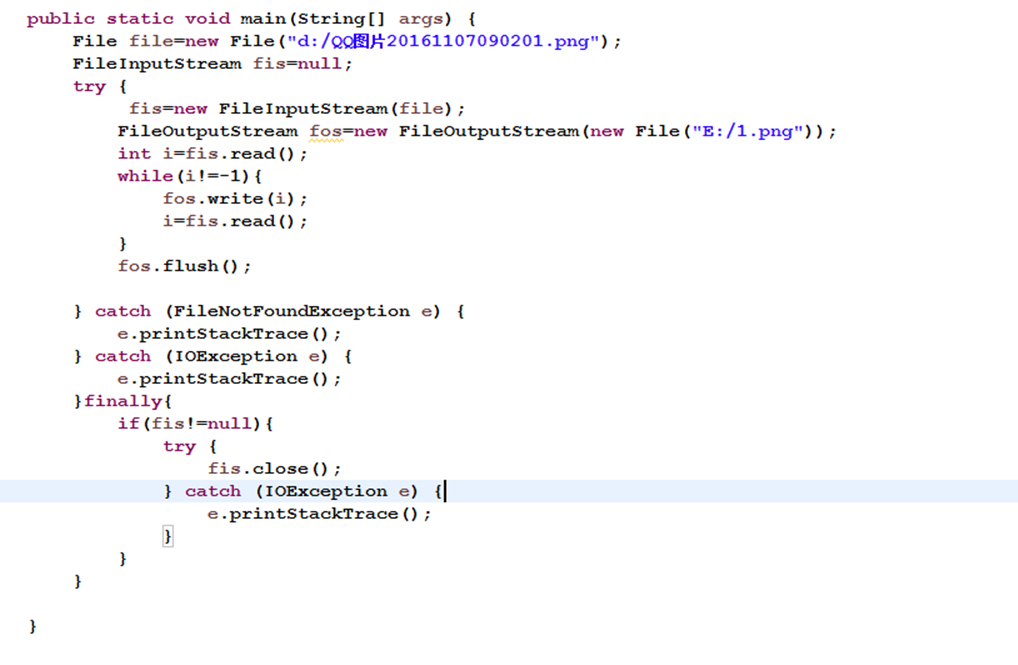 public static void main(String[] args) {
    File file=new File("d:/QQ图片20161107090201.png");
    FileInputStream fis=null;
    try {
         fis=new FileInputStream(file);
        FileOutputStream fos=new FileOutputStream(new File("E:/1.png"));
        int i=fis.read();
        while(i!=-1){
            fos.write(i);
            i=fis.read();
        }
        fos.flush();

    } catch (FileNotFoundException e) {
        e.printStackTrace();
    } catch (IOException e) {
        e.printStackTrace();
    }finally{
        if(fis!=null){
            try {
                fis.close();
            } catch (IOException e) {
                e.printStackTrace();
            }
        }
    }

}